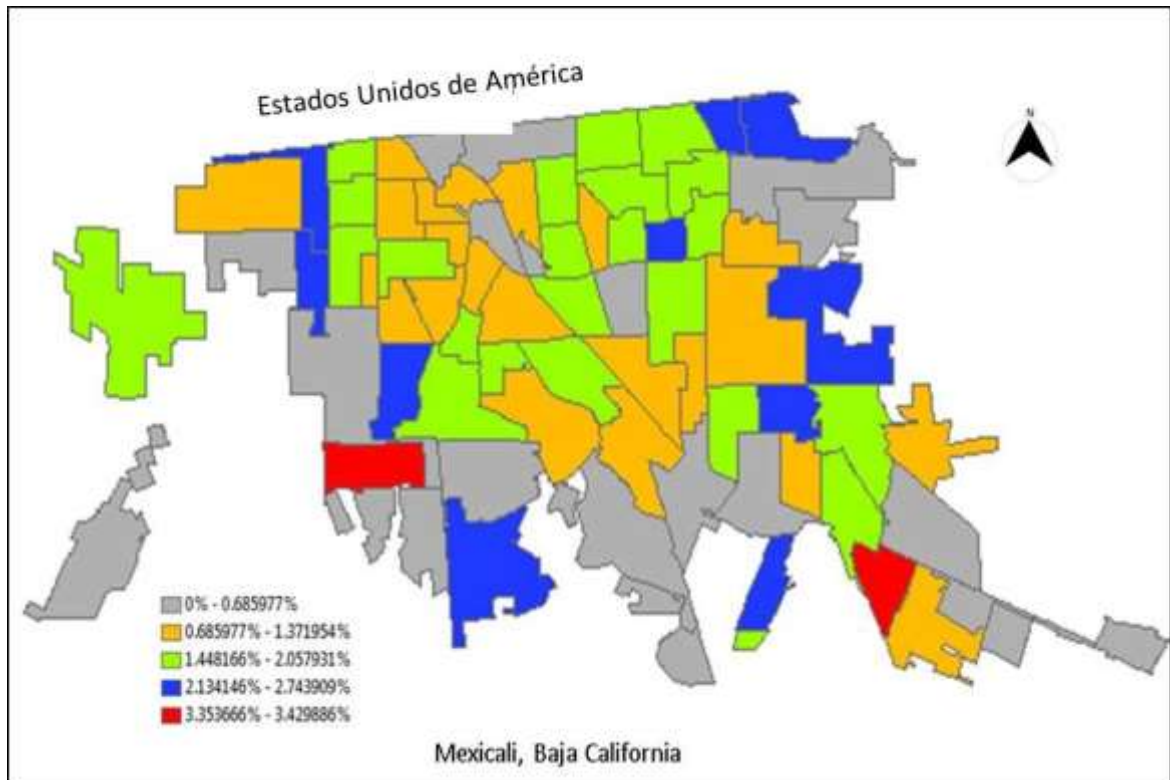 Estados Unidos de América
N
0% - 0.685977%
0.685977% - 1.371954%
1.448166% - 2.057931%
2.134146% - 2.743909%
3.353666% - 3.429886%
Mexicali, Baja California